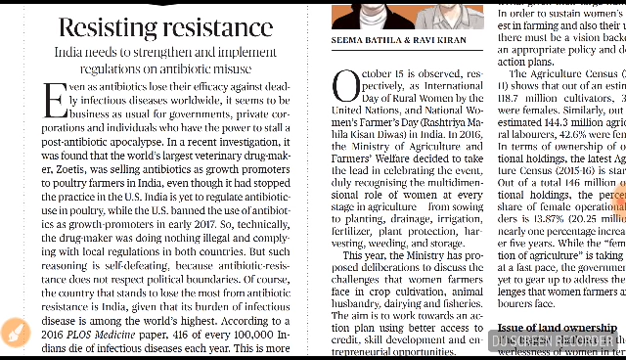 Resisting resistance
India needs to strengthen and implement
regulations on antibiotic misuse
Even as antibiotics lose their efficacy against dead-
ly infectious diseases worldwide, it seems to be
business as usual for governments, private cor-
porations and individuals who have the power to stall a
post-antibiotic apocalypse. In a recent investigation, it
was found that the world's largest veterinary drug-mak-
er, Zoetis, was selling antibiotics as growth promoters
to poultry farmers in India, even though it had stopped
the practice in the U.S. India is yet to regulate antibiotic-
use in poultry, while the U.S. banned the use of antibiot-
ics as growth-promoters in early 2017. So, technically,
the drug-maker was doing nothing illegal and comply-
ing with local regulations in both countries. But such
reasoning is self-defeating, because antibiotic-resis-
tance does not respect political boundaries. Of course,
the country that stands to lose the most from antibiotic
resistance is India, given that its burden of infectious
disease is among the world's highest. According to a
2016 PLOS Medicine paper, 416 of every 100,000 In-
dians die of infectious diseases each year. This is more
SEEMA BATHLA & RAVI KIRAN
October 15 is observed, res-
pectively, as International
Day of Rural Women by the
United Nations, and National Wo-
men's Farmer's Day (Rashtriya Ma-
hila Kisan Diwas) in India. In 2016,
the Ministry of Agriculture and
Farmers' Welfare decided to take
the lead in celebrating the event,
duly recognising the multidimen-
sional role of women at every
stage in agriculture from sowing
to planting, drainage, irrigation,
fertilizer, plant protection, har-
vesting, weeding, and storage.
This year, the Ministry has pro-
posed deliberations to discuss the
challenges that women farmers
face in crop cultivation, animal
husbandry, dairying and fisheries.
The aim is to work towards an ac-
tion plan using better access to
credit, skill development and en-
trepreneurial opportunities.
In order to sustain women's
est in farming and also their u
there must be a vision back
an appropriate policy and d
action plans.
The Agriculture Census (2
11) shows that out of an estim
118.7 million cultivators, 3
were females. Similarly, out
estimated 144.3 million agri
ral labourers, 42.6% were fem
In terms of ownership of o
tional holdings, the latest Ag
ture Census (2015-16) is star
Out of a total 146 million o
tional holdings, the perce
share of female operational
ders is 13.87% (20.25 millio
nearly one percentage increa
er five years. While the "fem
tion of agriculture" is taking
at a fast pace, the government
yet to gear up to address the
lenges that women farmers a
bourers face.
Issue of land ownership
DU SCREEN RECORDER
werlessness of women in ter